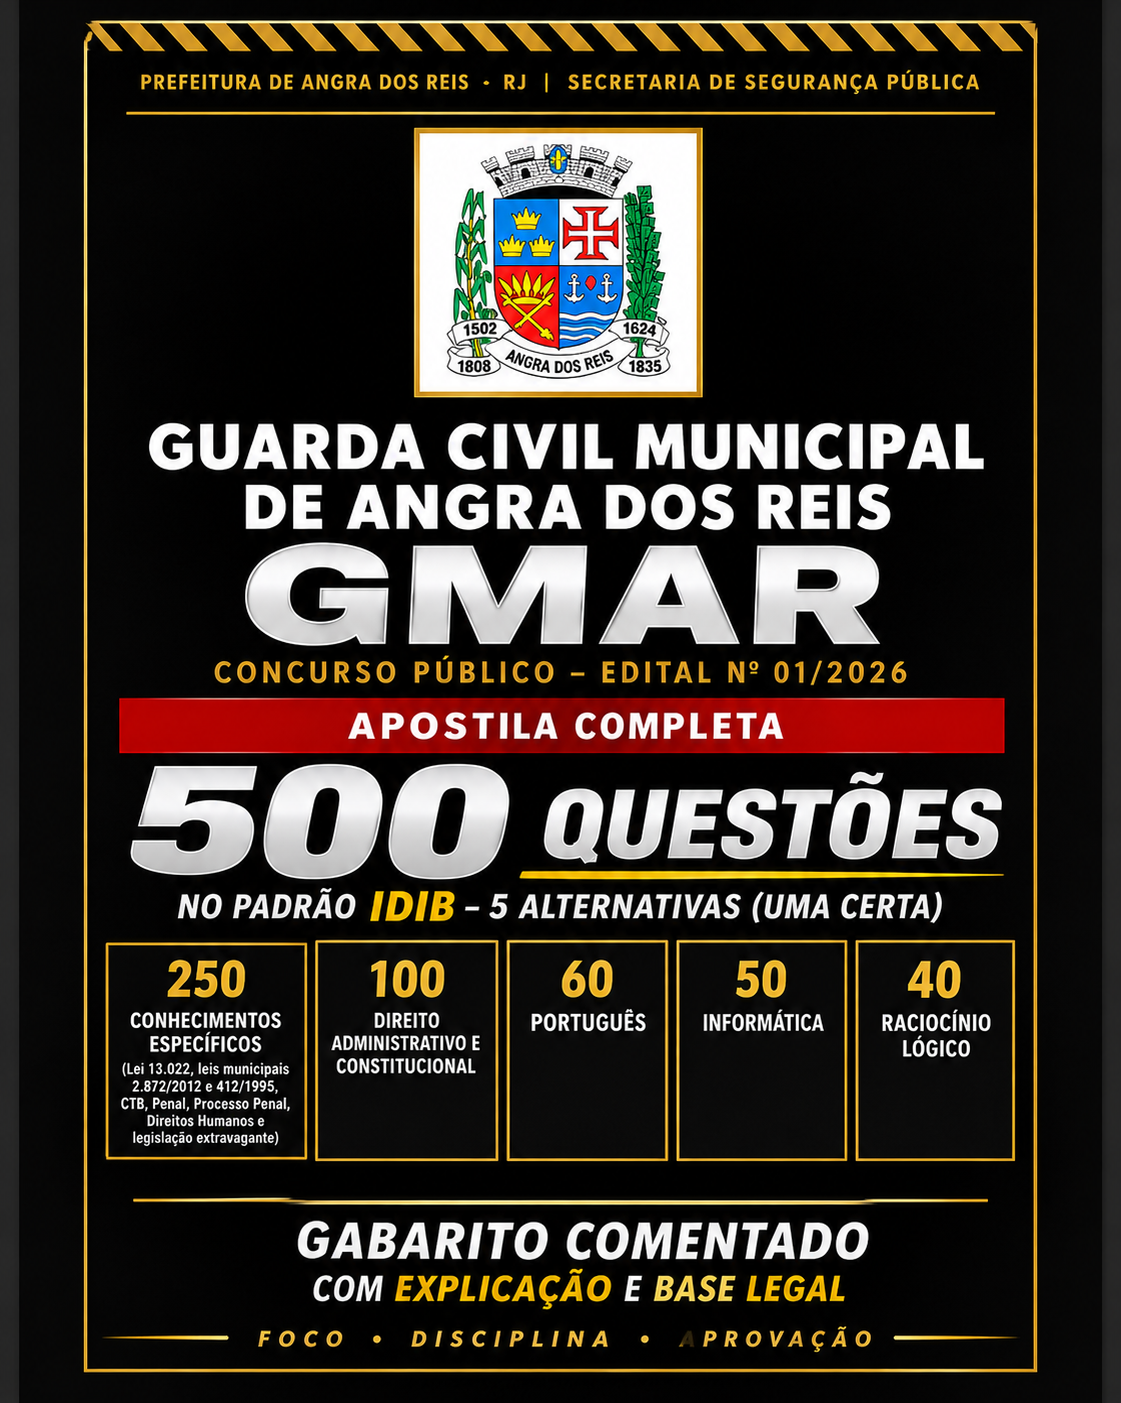 PREFEITURA DE ANGRA DOS REIS - RJ | SECRETARIA DE SEGURANÇA PÚBLICA
1502
1624
1808
ANGRA DOS REIS
1835
GUARDA CIVIL MUNICIPAL
DE ANGRA DOS REIS
GMAR
CONCURSO PÚBLICO – EDITAL Nº 01/2026
APOSTILA COMPLETA
500 QUESTÕES
NO PADRÃO IDIB – 5 ALTERNATIVAS (UMA CERTA)
250
CONHECIMENTOS
ESPECÍFICOS
(Lei 13.022, leis municipais
2.872/2012 e 412/1995,
CTB, Penal, Processo Penal,
Direitos Humanos e
legislação extravagante)
100
DIREITO
ADMINISTRATIVO E
CONSTITUCIONAL
60
PORTUGUÊS
50
INFORMÁTICA
40
RACIOCÍNIO
LÓGICO
GABARITO COMENTADO
COM EXPLICAÇÃO E BASE LEGAL
FOCO • DISCIPLINA • APROVAÇÃO